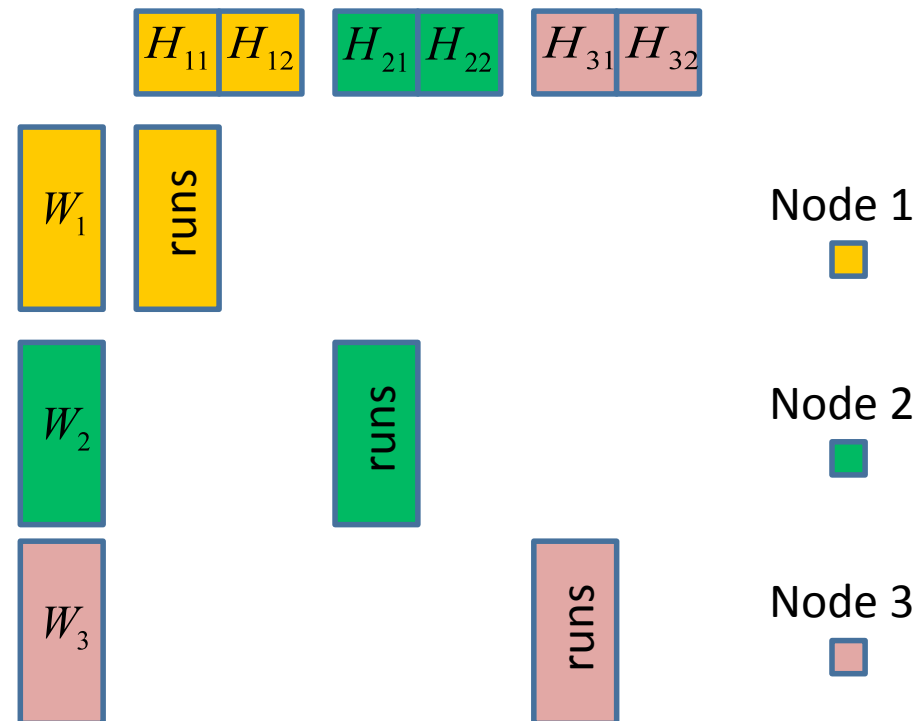 H₁₁ H₁₂ H₂₁ H₂₂ H₃₁ H₃₂
W₁ runs Node 1
W₂ runs Node 2
W₃ runs Node 3